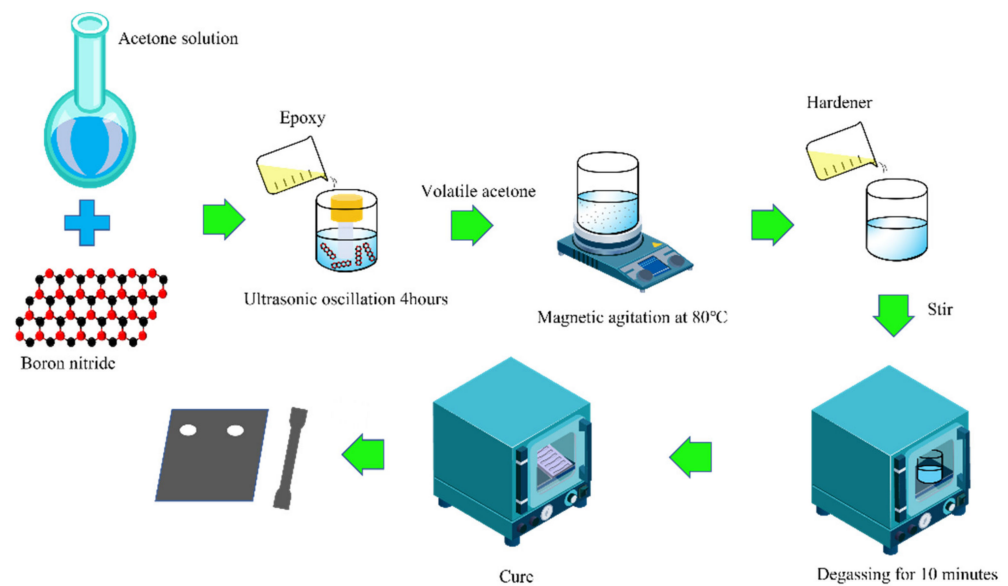 Acetone solution
Epoxy
Hardener
Volatile acetone
Ultrasonic oscillation 4hours
Magnetic agitation at 80℃
Stir
Boron nitride
Cure
Degassing for 10 minutes